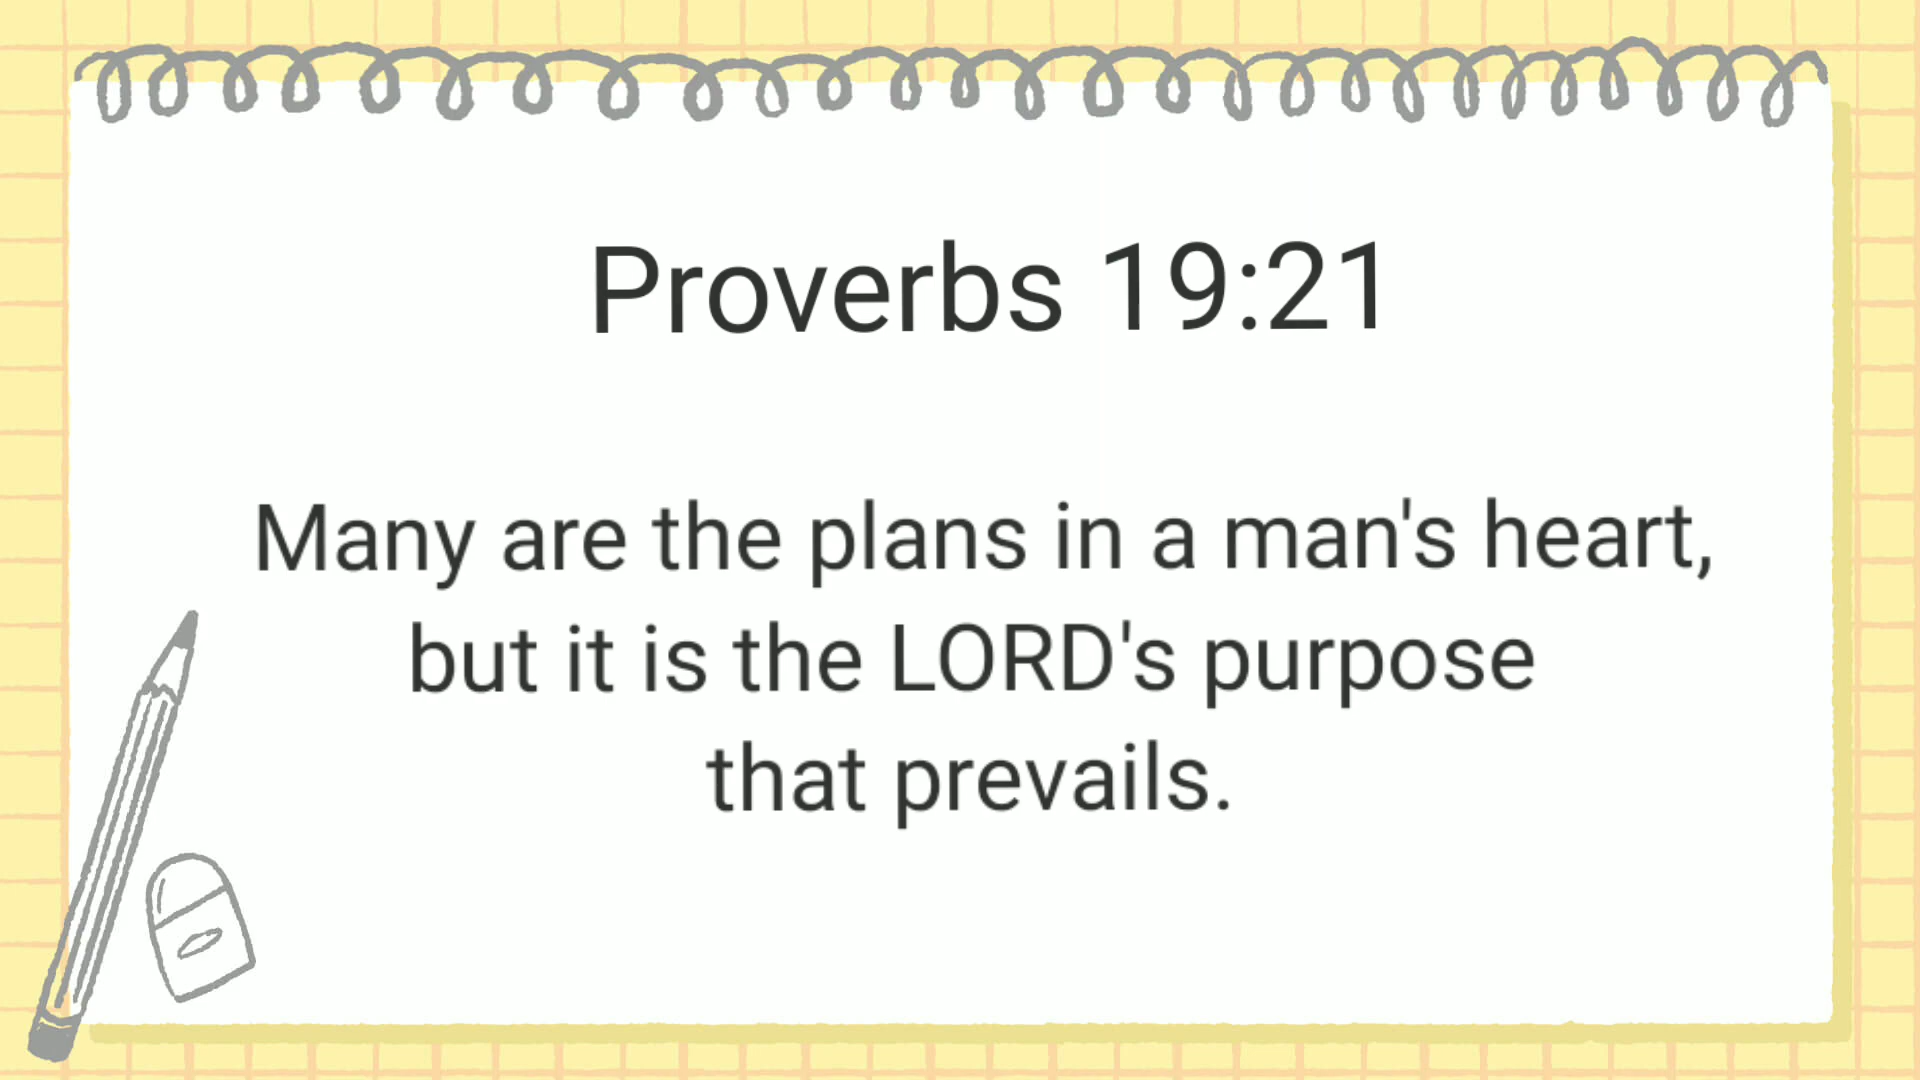 Proverbs 19:21
Many are the plans in a man's heart,
but it is the LORD's purpose
that prevails.